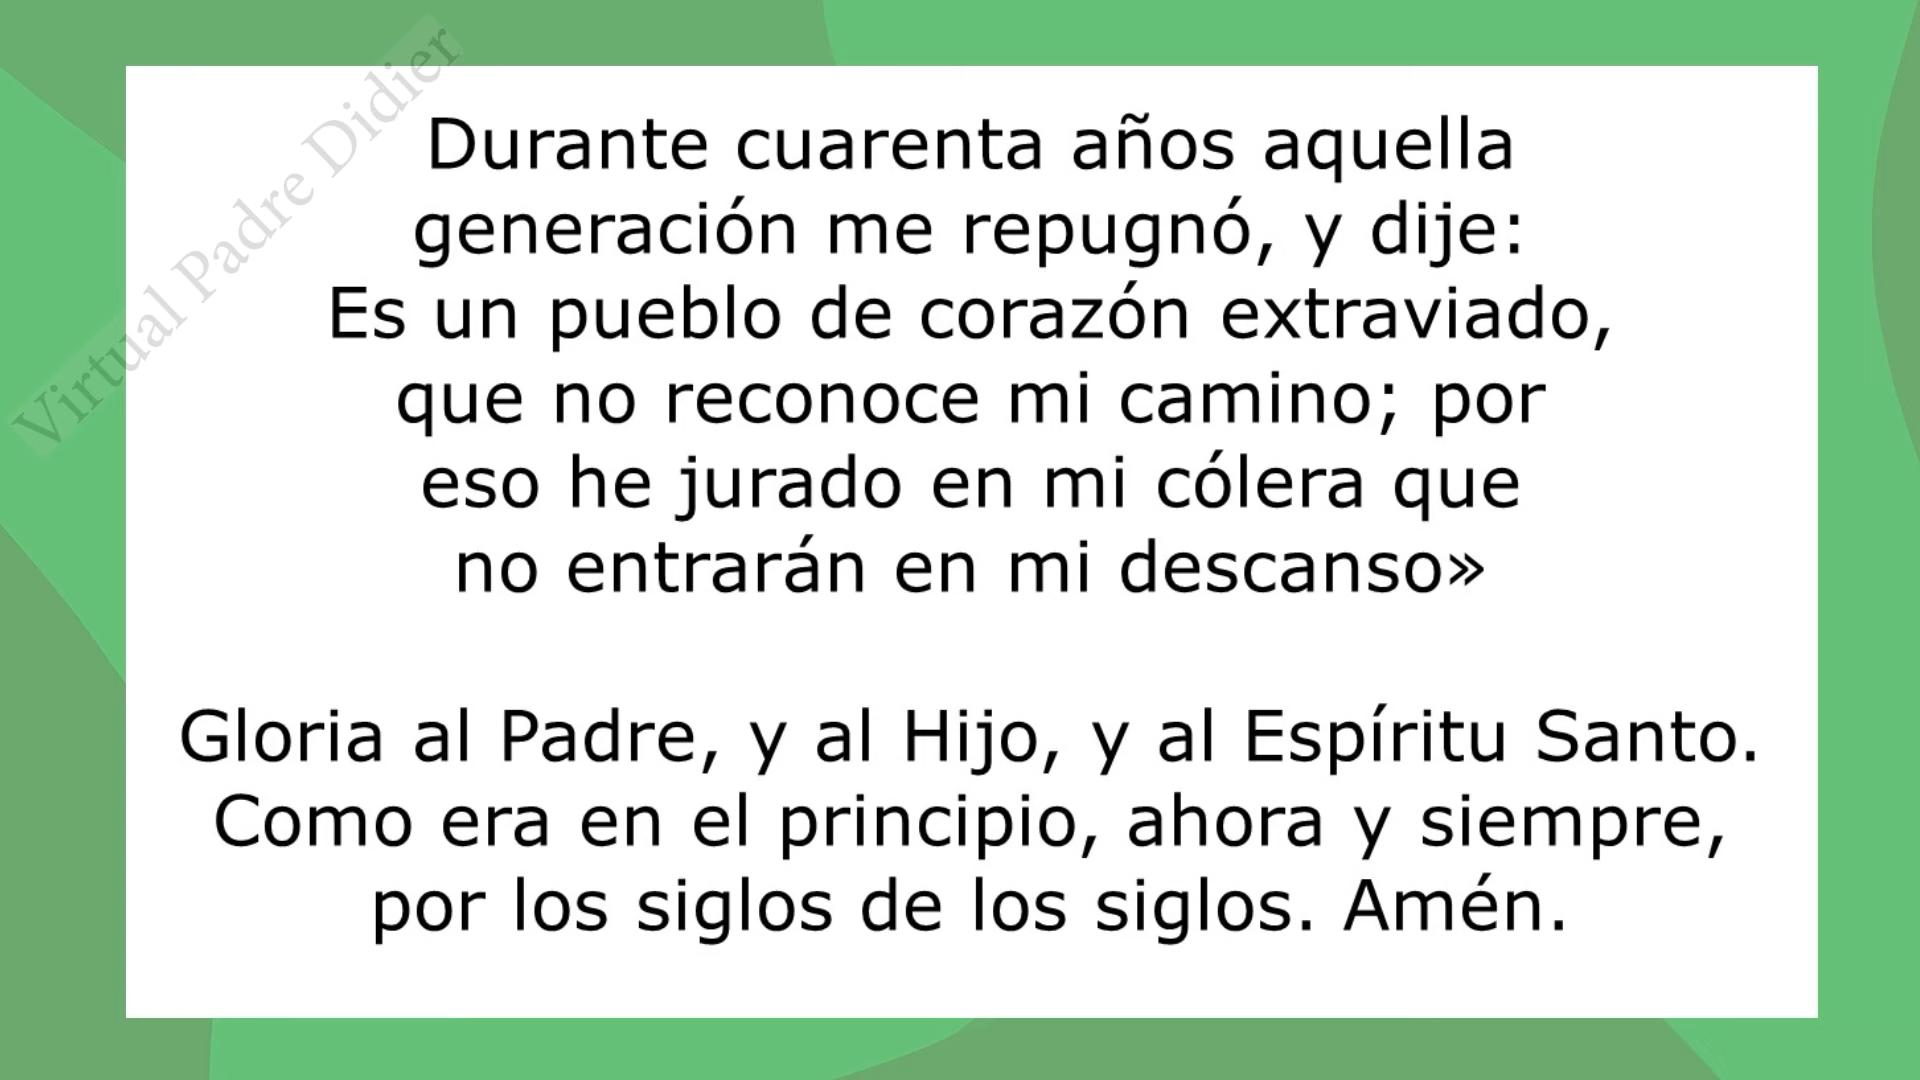 Virtual Padre Didier
Durante cuarenta años aquella
generación me repugnó, y dije:
Es un pueblo de corazón extraviado,
que no reconoce mi camino; por
eso he jurado en mi cólera que
no entrarán en mi descanso»
Gloria al Padre, y al Hijo, y al Espíritu Santo.
Como era en el principio, ahora y siempre,
por los siglos de los siglos. Amén.